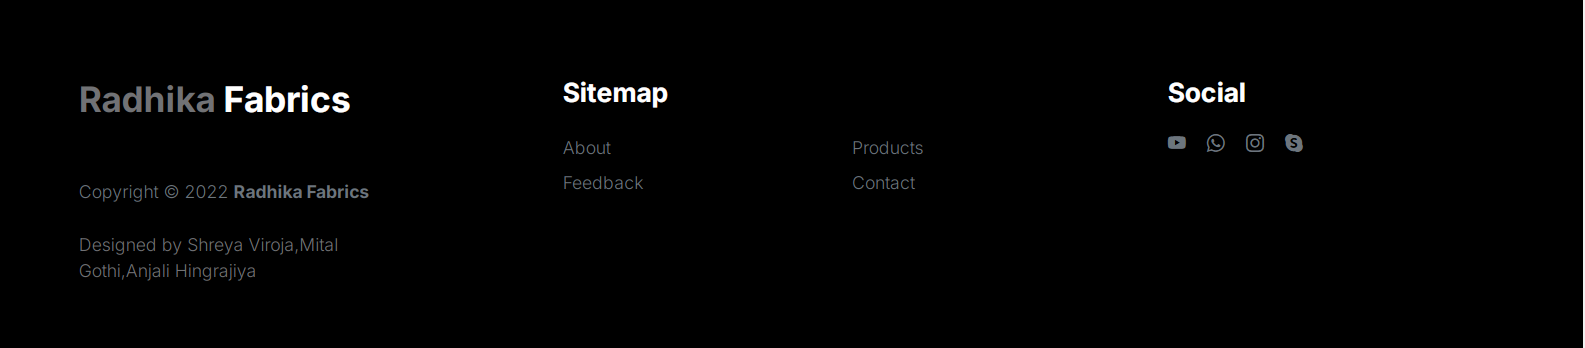 Radhika Fabrics
Copyright © 2022 Radhika Fabrics
Designed by Shreya Viroja,Mital
Gothi,Anjali Hingrajiya
Sitemap
About
Feedback
Products
Contact
Social